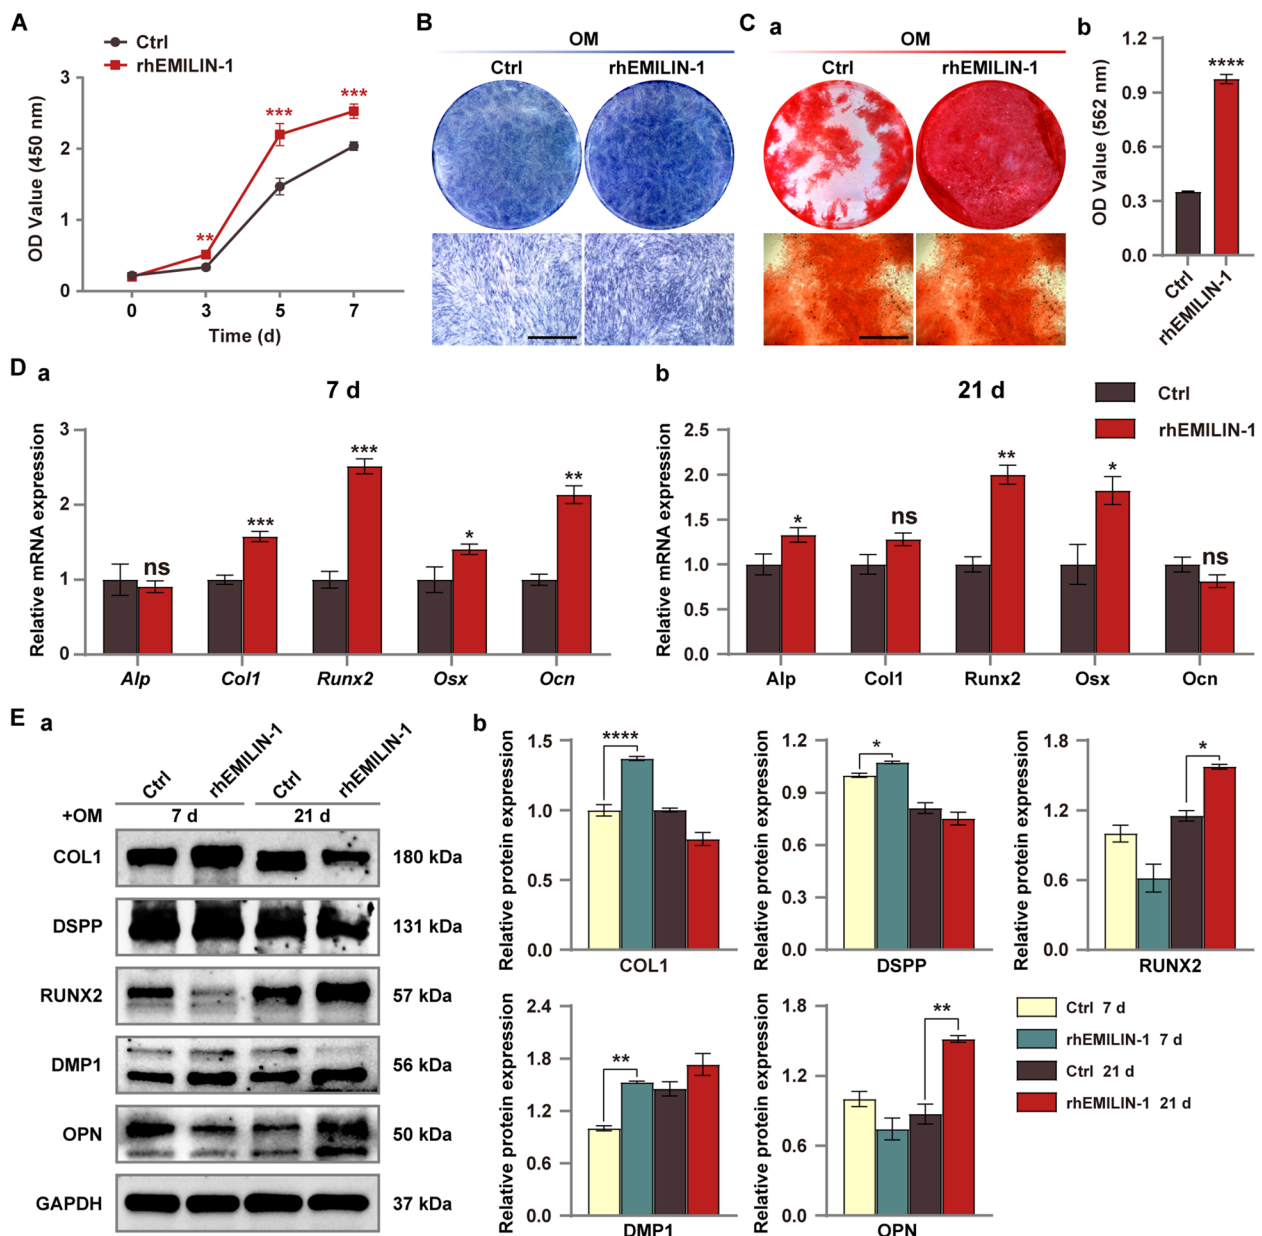 A
Ctrl
rhEMILIN-1
OD Value (450 nm)
3
2
1
0
**
***
***
0 3 5 7
Time (d)
B
OM
Ctrl rhEMILIN-1
C a
OM
Ctrl rhEMILIN-1
b
OD Value (562 nm)
1.2
0.9
0.6
0.3
0.0
****
Ctrl
rhEMILIN-1
D a
7 d
Relative mRNA expression
3
2
1
0
ns *** *** * **
Alp Col1 Runx2 Osx Ocn
b
21 d
Ctrl
rhEMILIN-1
Relative mRNA expression
2.5
2.0
1.5
1.0
0.5
0.0
* ns ** * ns
Alp Col1 Runx2 Osx Ocn
E a
Ctrl rhEMILIN-1 Ctrl rhEMILIN-1
+OM 7 d 21 d
COL1 180 kDa
DSPP 131 kDa
RUNX2 57 kDa
DMP1 56 kDa
OPN 50 kDa
GAPDH 37 kDa
b
Relative protein expression
1.5
1.0
0.5
0.0
****
COL1
Relative protein expression
1.2
0.9
0.6
0.3
0.0
*
DSPP
Relative protein expression
1.8
1.2
0.6
0.0
*
RUNX2
Relative protein expression
2.4
1.8
1.2
0.6
0.0
**
DMP1
Relative protein expression
1.8
1.2
0.6
0.0
**
OPN
Ctrl 7 d
rhEMILIN-1 7 d
Ctrl 21 d
rhEMILIN-1 21 d